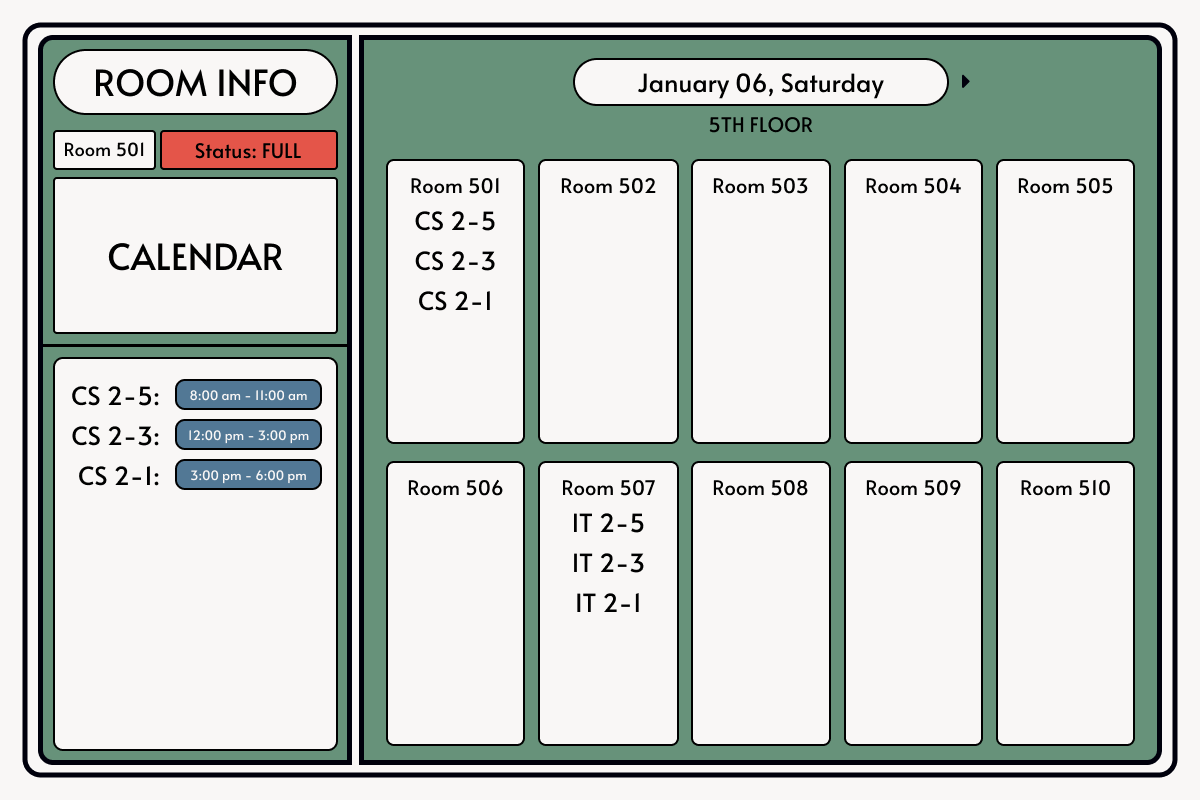 ROOM INFO
Room 501
Status: FULL
CALENDAR
CS 2-5: 8:00 am - 11:00 am
CS 2-3: 12:00 pm - 3:00 pm
CS 2-1: 3:00 pm - 6:00 pm
January 06, Saturday
5TH FLOOR
Room 501
CS 2-5
CS 2-3
CS 2-1
Room 502
Room 503
Room 504
Room 505
Room 506
Room 507
IT 2-5
IT 2-3
IT 2-1
Room 508
Room 509
Room 510